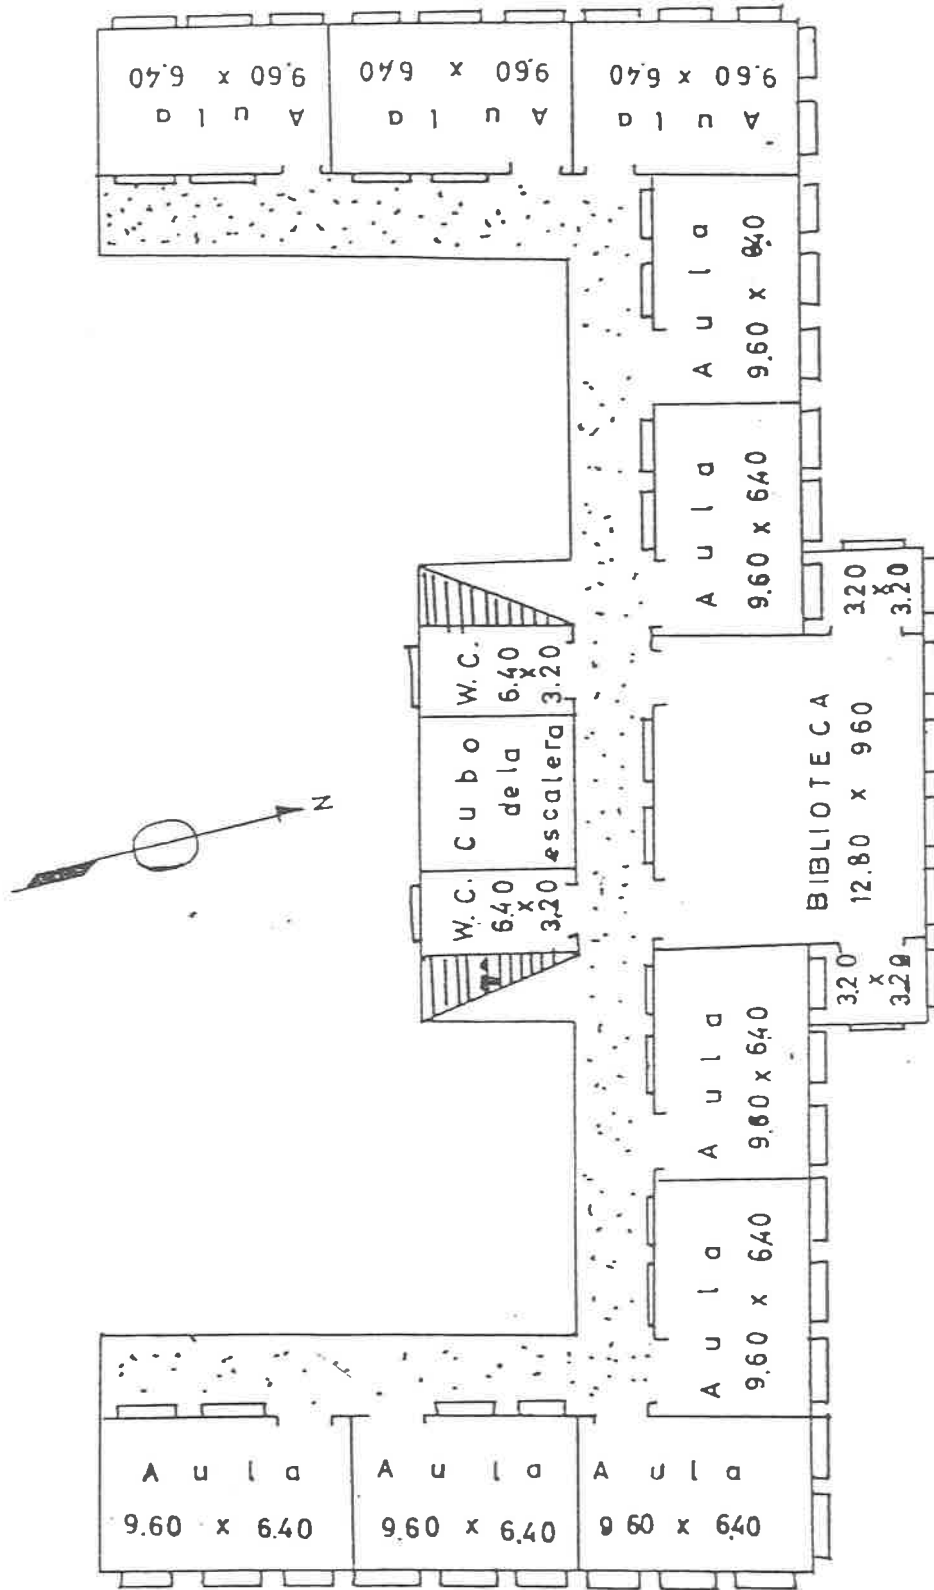 Aula
9.60 x 6.40
Aula
9.60 x 6.40
Aula
9.60 x 6.40
Aula
9.60 x 6.40
Aula
9.60 x 6.40
3.20
x
3.20
W.C.
6.40
x
3.20
Cubo
de la
escalera
W.C.
6.40
x
3.20
BIBLIOTECA
12.80 x 960
N
3.20
x
3.20
Aula
9.60 x 6.40
Aula
9.60 x 6.40
Aula
9.60 x 6.40
Aula
9.60 x 6.40
Aula
9 60 x 6.40